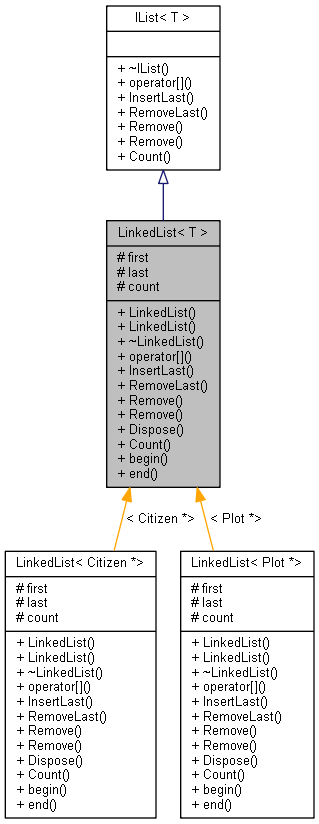 IList< T >
+ ~IList()
+ operator[]()
+ InsertLast()
+ RemoveLast()
+ Remove()
+ Remove()
+ Count()
LinkedList< T >
# first
# last
# count
+ LinkedList()
+ LinkedList()
+ ~LinkedList()
+ operator[]()
+ InsertLast()
+ RemoveLast()
+ Remove()
+ Remove()
+ Dispose()
+ Count()
+ begin()
+ end()
< Citizen *>
< Plot *>
LinkedList< Citizen *>
# first
# last
# count
+ LinkedList()
+ LinkedList()
+ ~LinkedList()
+ operator[]()
+ InsertLast()
+ RemoveLast()
+ Remove()
+ Remove()
+ Dispose()
+ Count()
+ begin()
+ end()
LinkedList< Plot *>
# first
# last
# count
+ LinkedList()
+ LinkedList()
+ ~LinkedList()
+ operator[]()
+ InsertLast()
+ RemoveLast()
+ Remove()
+ Remove()
+ Dispose()
+ Count()
+ begin()
+ end()